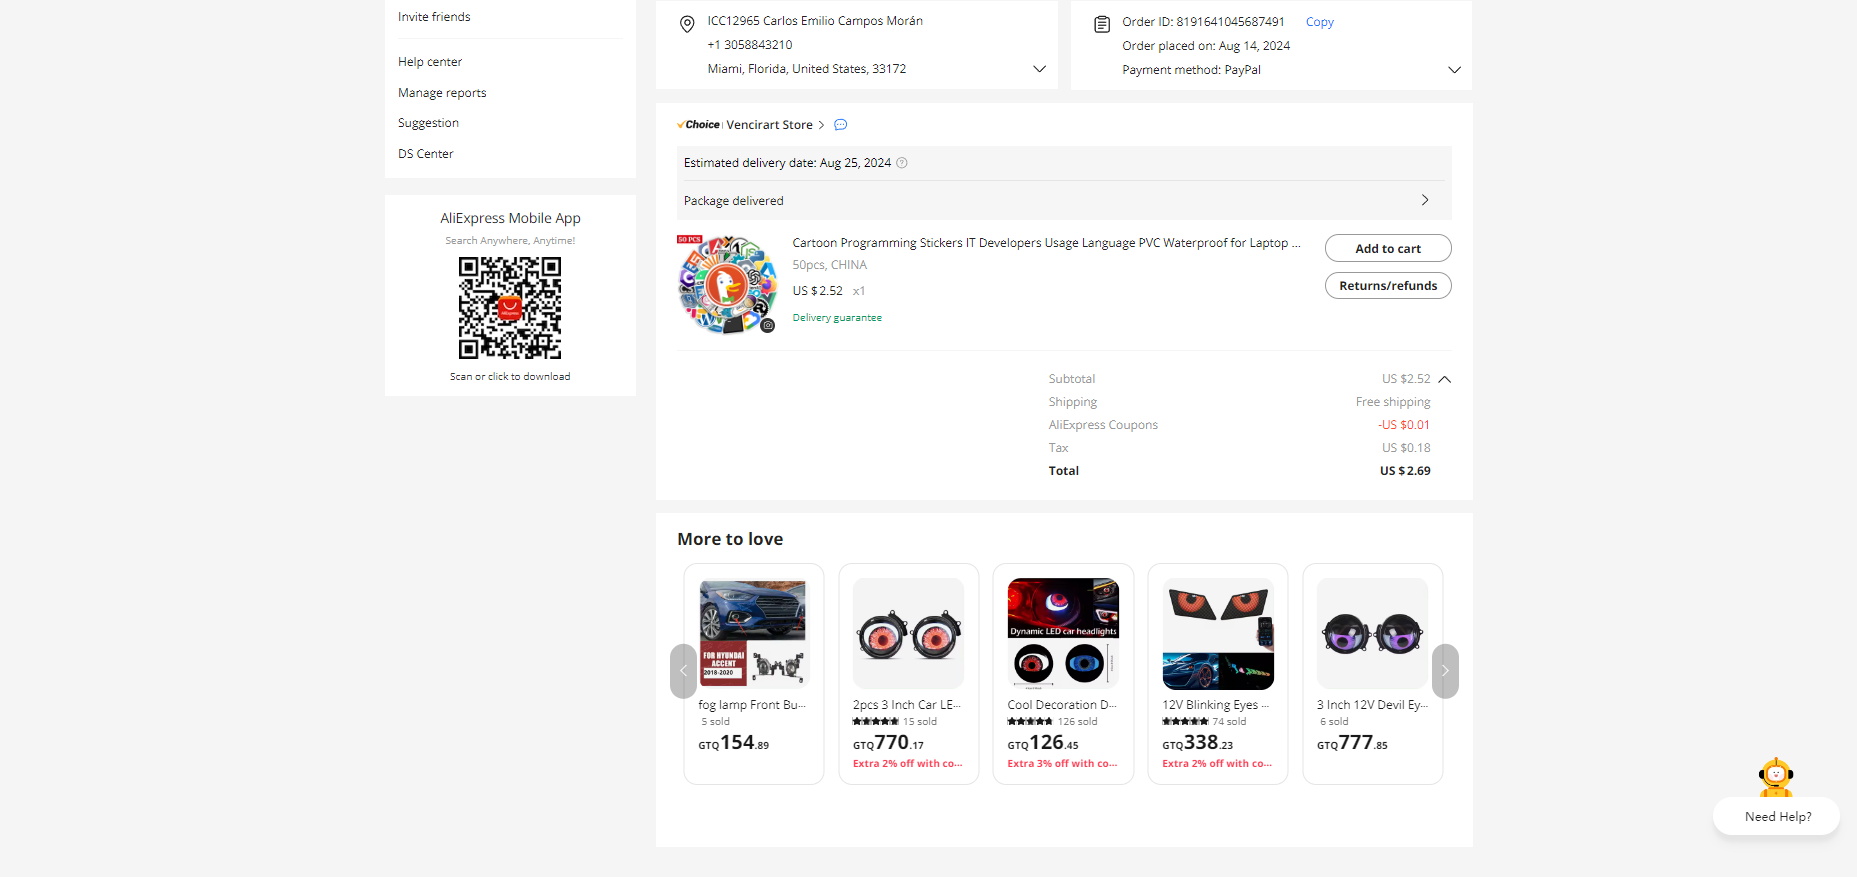 Invite friends
Help center
Manage reports
Suggestion
DS Center
AliExpress Mobile App
Search Anywhere, Anytime!
Scan or click to download
ICC12965 Carlos Emilio Campos Morán
+1 3058843210
Miami, Florida, United States, 33172
Order ID: 8191641045687491 Copy
Order placed on: Aug 14, 2024
Payment method: PayPal
Choice Vencirart Store
Estimated delivery date: Aug 25, 2024
Package delivered
50 PCS
Cartoon Programming Stickers IT Developers Usage Language PVC Waterproof for Laptop ...
50pcs, CHINA
US $2.52 x1
Delivery guarantee
Add to cart
Returns/refunds
Subtotal US $2.52
Shipping Free shipping
AliExpress Coupons -US $0.01
Tax US $0.18
Total US $2.69
More to love
FOR HYUNDAI
ACCENT
2018-2020
fog lamp Front Bu...
5 sold
GTQ154.89
2pcs 3 Inch Car LE...
15 sold
GTQ770.17
Extra 2% off with co...
Dynamic LED car headlights
Cool Decoration D...
126 sold
GTQ126.45
Extra 3% off with co...
12V Blinking Eyes ...
74 sold
GTQ338.23
Extra 2% off with co...
3 Inch 12V Devil Ey...
6 sold
GTQ777.85
Need Help?